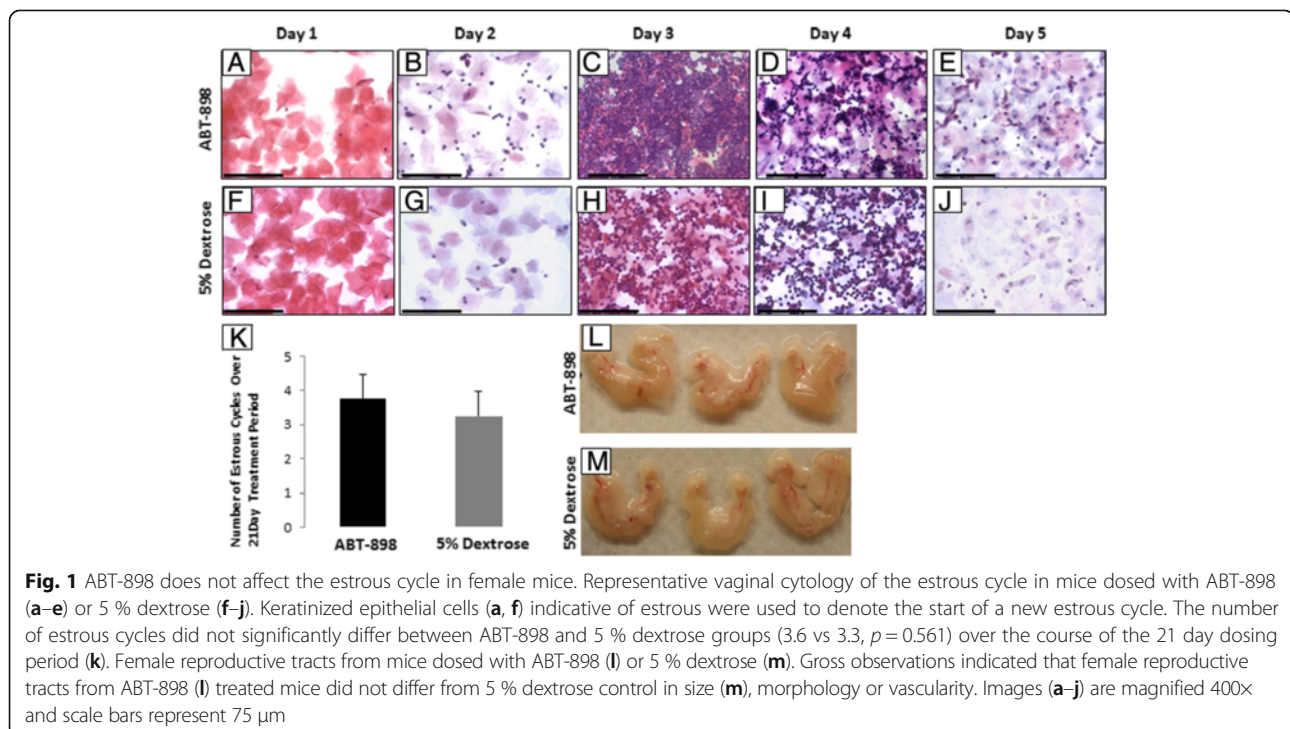 Day 1 Day 2 Day 3 Day 4 Day 5
ABT-898
A B C D E
5% Dextrose
F G H I J
K
Number of Estrous Cycles Over
21Day Treatment Period
5
4
3
2
1
0
ABT-898 5% Dextrose
L
ABT-898
M
5% Dextrose
Fig. 1 ABT-898 does not affect the estrous cycle in female mice. Representative vaginal cytology of the estrous cycle in mice dosed with ABT-898
(a–e) or 5 % dextrose (f–j). Keratinized epithelial cells (a, f) indicative of estrous were used to denote the start of a new estrous cycle. The number
of estrous cycles did not significantly differ between ABT-898 and 5 % dextrose groups (3.6 vs 3.3, p = 0.561) over the course of the 21 day dosing
period (k). Female reproductive tracts from mice dosed with ABT-898 (l) or 5 % dextrose (m). Gross observations indicated that female reproductive
tracts from ABT-898 (l) treated mice did not differ from 5 % dextrose control in size (m), morphology or vascularity. Images (a–j) are magnified 400×
and scale bars represent 75 μm